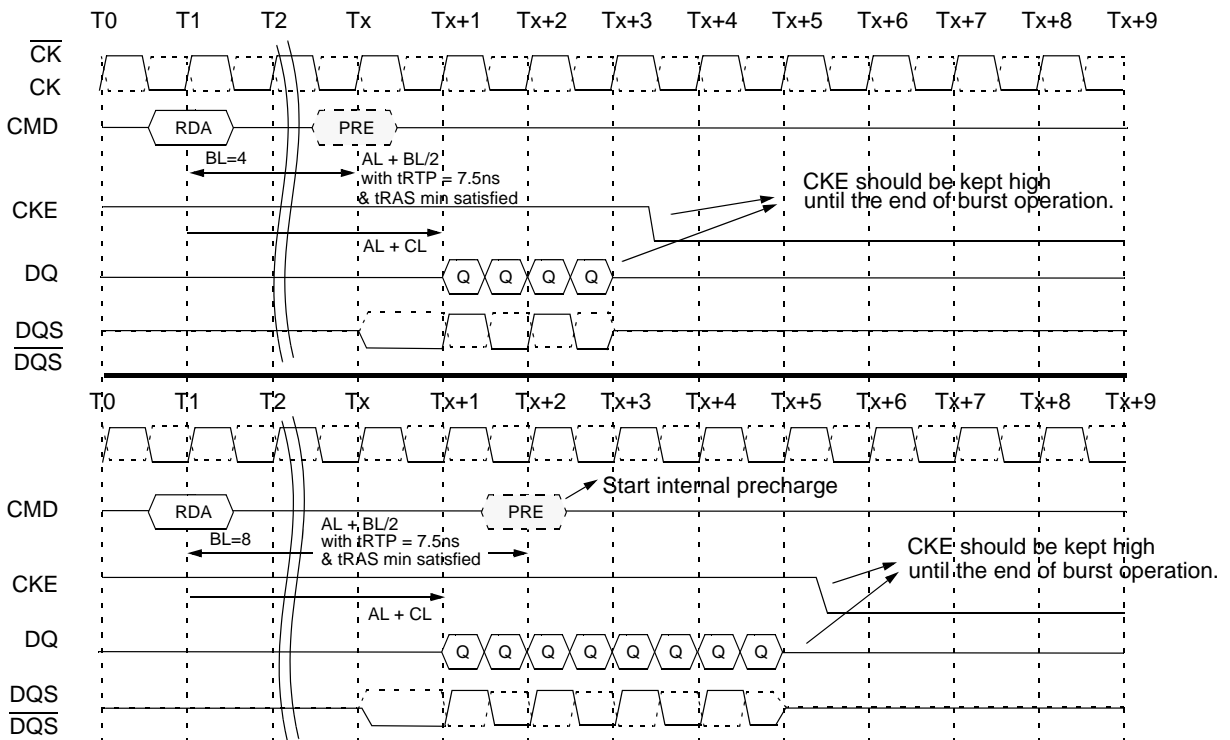 T0 T1 T2 Tx Tx+1 Tx+2 Tx+3 Tx+4 Tx+5 Tx+6 Tx+7 Tx+8 Tx+9
CK
CK
CMD RDA PRE
BL=4 AL + BL/2
with tRTP = 7.5ns
& tRAS min satisfied
CKE should be kept high
until the end of burst operation.
CKE
AL + CL
DQ Q Q Q Q
DQS
DQS
T0 T1 T2 Tx Tx+1 Tx+2 Tx+3 Tx+4 Tx+5 Tx+6 Tx+7 Tx+8 Tx+9
Start internal precharge
CMD RDA PRE
BL=8 AL + BL/2
with tRTP = 7.5ns
& tRAS min satisfied
CKE should be kept high
until the end of burst operation.
CKE
AL + CL
DQ Q Q Q Q Q Q Q Q
DQS
DQS